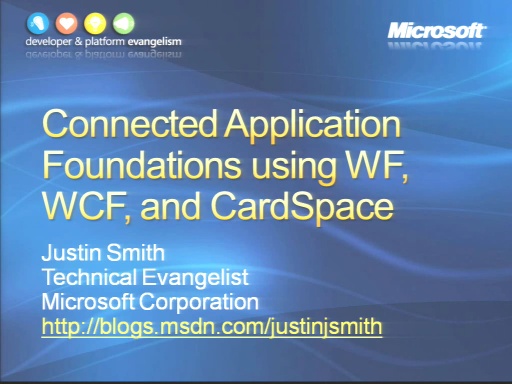 developer & platform evangelism
Microsoft
Connected Application
Foundations using WF,
WCF, and CardSpace
Justin Smith
Technical Evangelist
Microsoft Corporation
http://blogs.msdn.com/justinjsmith